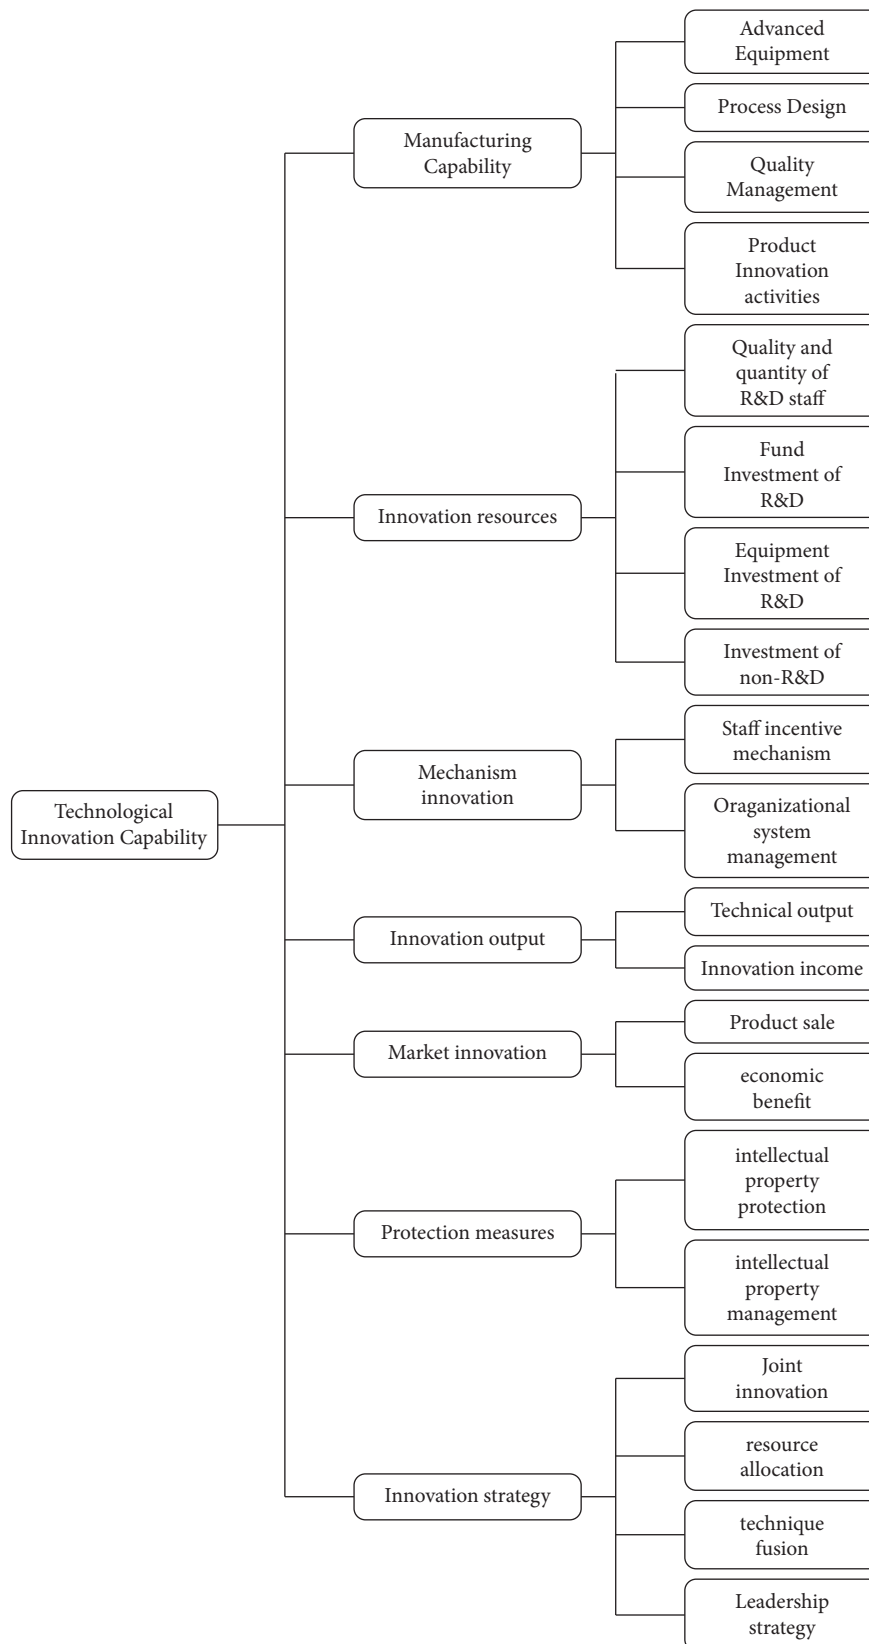 Technological
Innovation Capability
Manufacturing
Capability
Advanced
Equipment
Process Design
Quality
Management
Product
Innovation
activities
Innovation resources
Quality and
quantity of
R&D staff
Fund
Investment of
R&D
Equipment
Investment of
R&D
Investment of
non-R&D
Mechanism
innovation
Staff incentive
mechanism
Oraganizational
system
management
Innovation output
Technical output
Innovation income
Market innovation
Product sale
economic
benefit
Protection measures
intellectual
property
protection
intellectual
property
management
Innovation strategy
Joint
innovation
resource
allocation
technique
fusion
Leadership
strategy